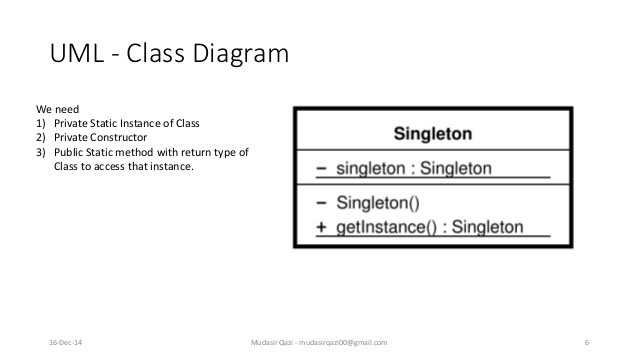 UML - Class Diagram
We need
1) Private Static Instance of Class
2) Private Constructor
3) Public Static method with return type of
Class to access that instance.
Singleton
– singleton : Singleton
– Singleton()
+ getInstance() : Singleton
16-Dec-14
Mudasir Qazi - mudasirqazi00@gmail.com
6